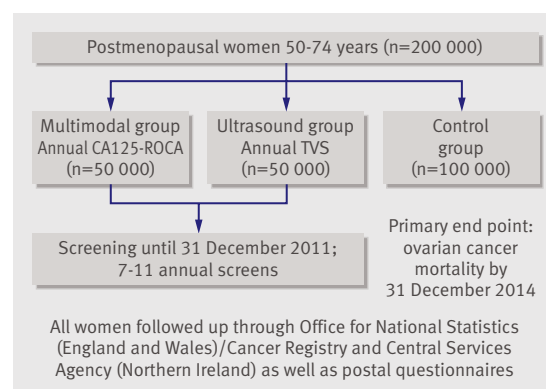 Postmenopausal women 50-74 years (n=200 000)
Multimodal group
Annual CA125-ROCA
(n=50 000)
Ultrasound group
Annual TVS
(n=50 000)
Control
group
(n=100 000)
Screening until 31 December 2011;
7-11 annual screens
Primary end point:
ovarian cancer
mortality by
31 December 2014
All women followed up through Office for National Statistics
(England and Wales)/Cancer Registry and Central Services
Agency (Northern Ireland) as well as postal questionnaires